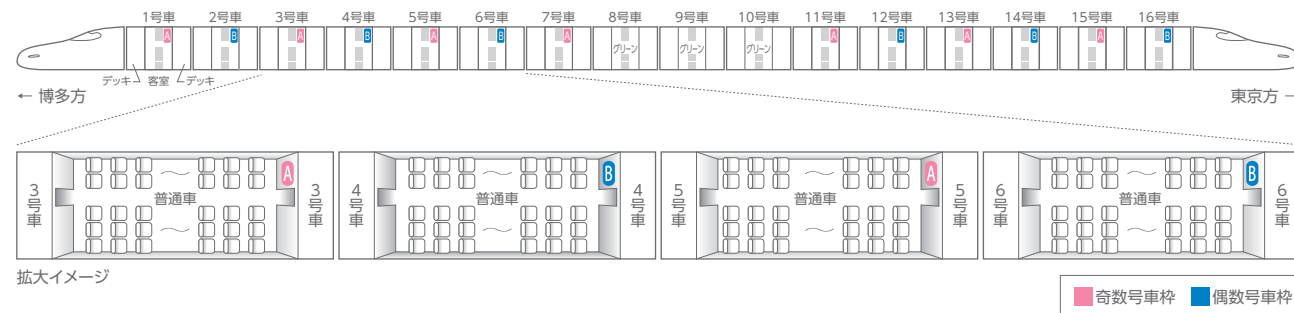 1号車 2号車 3号車 4号車 5号車 6号車 7号車 8号車 9号車 10号車 11号車 12号車 13号車 14号車 15号車 16号車
A B A B A B A グリーン グリーン グリーン A B A B A B
デッキ 客室 デッキ
← 博多方
東京方
3号車 普通車 A 3号車
4号車 普通車 B 4号車
5号車 普通車 A 5号車
6号車 普通車 B 6号車
拡大イメージ
奇数号車枠 偶数号車枠